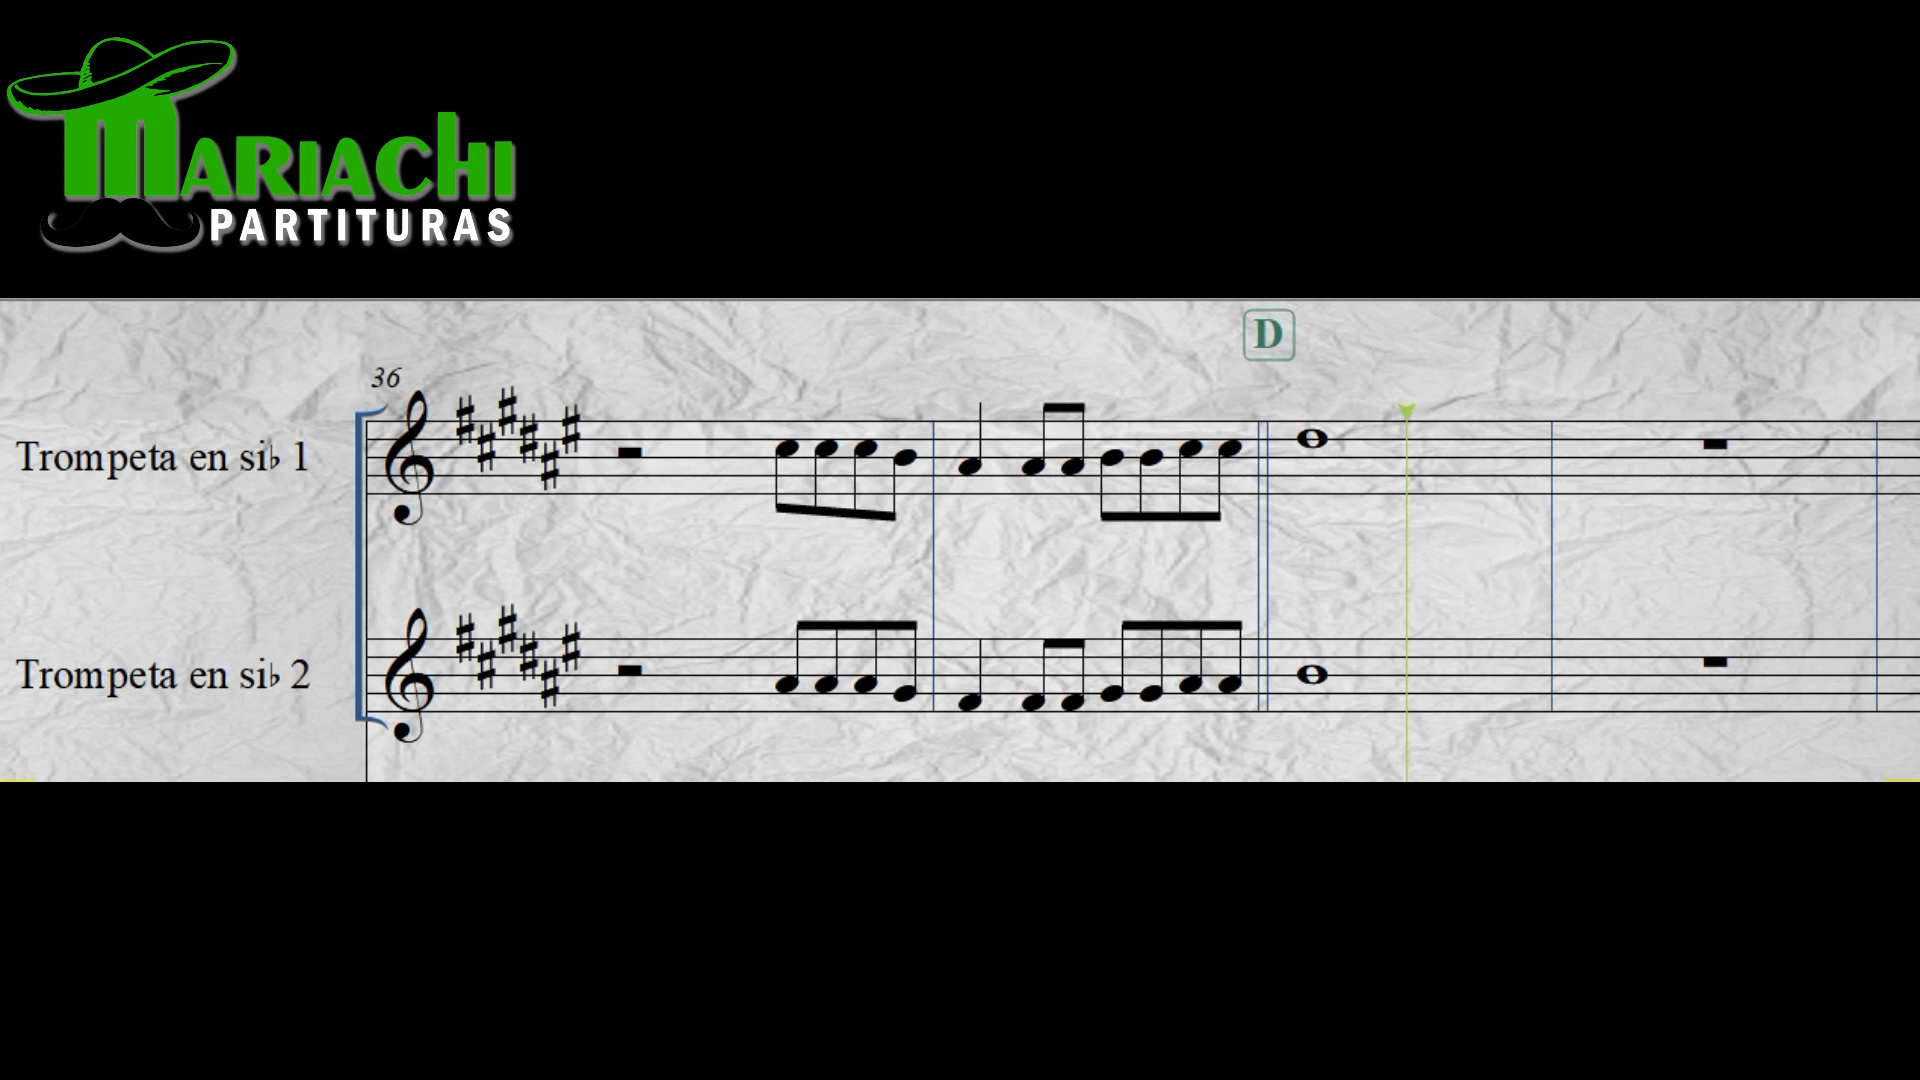 MARIACHI
PARTITURAS
D
36
Trompeta en si♭ 1
Trompeta en si♭ 2